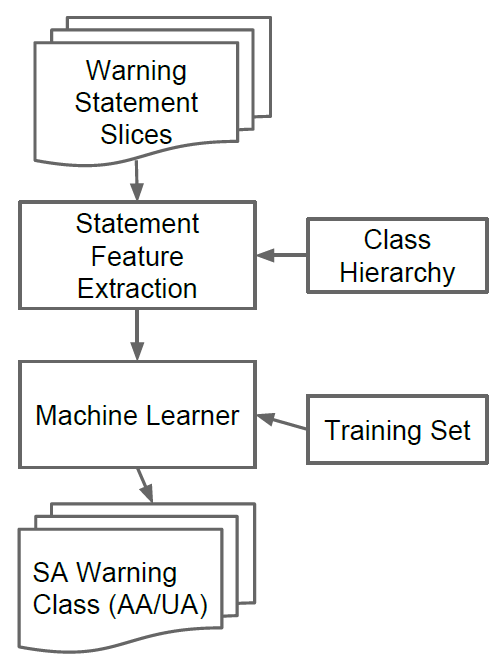 Warning
Statement
Slices
Statement
Feature
Extraction
Class
Hierarchy
Machine Learner
Training Set
SA Warning
Class (AA/UA)